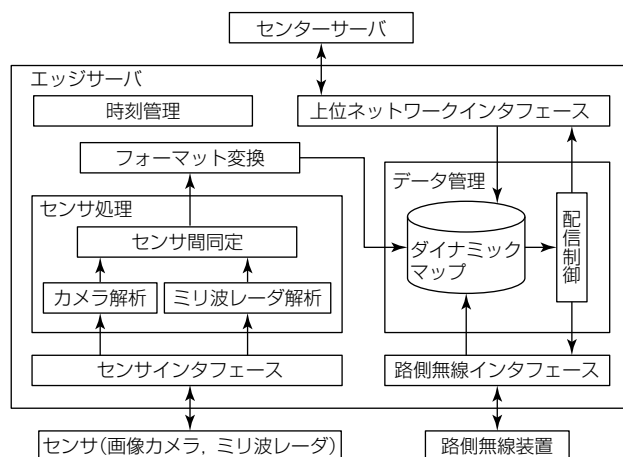 センターサーバ
エッジサーバ
時刻管理
上位ネットワークインタフェース
フォーマット変換
データ管理
センサ処理
センサ間同定
ダイナミック
マップ
配信制御
カメラ解析
ミリ波レーダ解析
センサインタフェース
路側無線インタフェース
センサ(画像カメラ, ミリ波レーダ)
路側無線装置